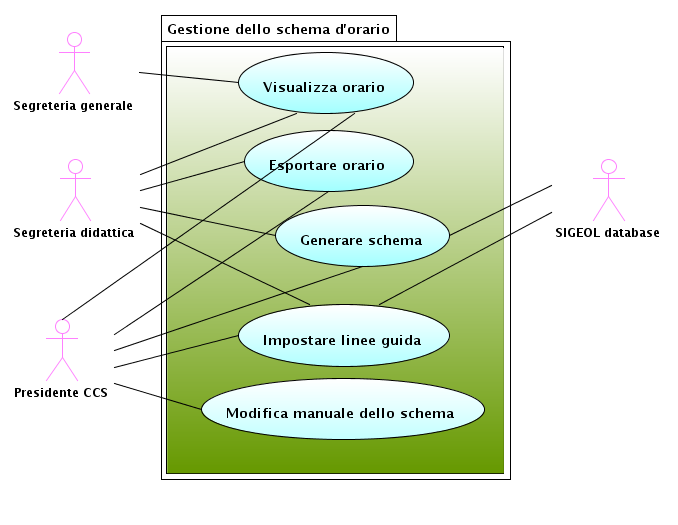 Gestione dello schema d'orario
Visualizza orario
Segreteria generale
Esportare orario
Segreteria didattica
Generare schema
SIGEOL database
Impostare linee guida
Presidente CCS
Modifica manuale dello schema